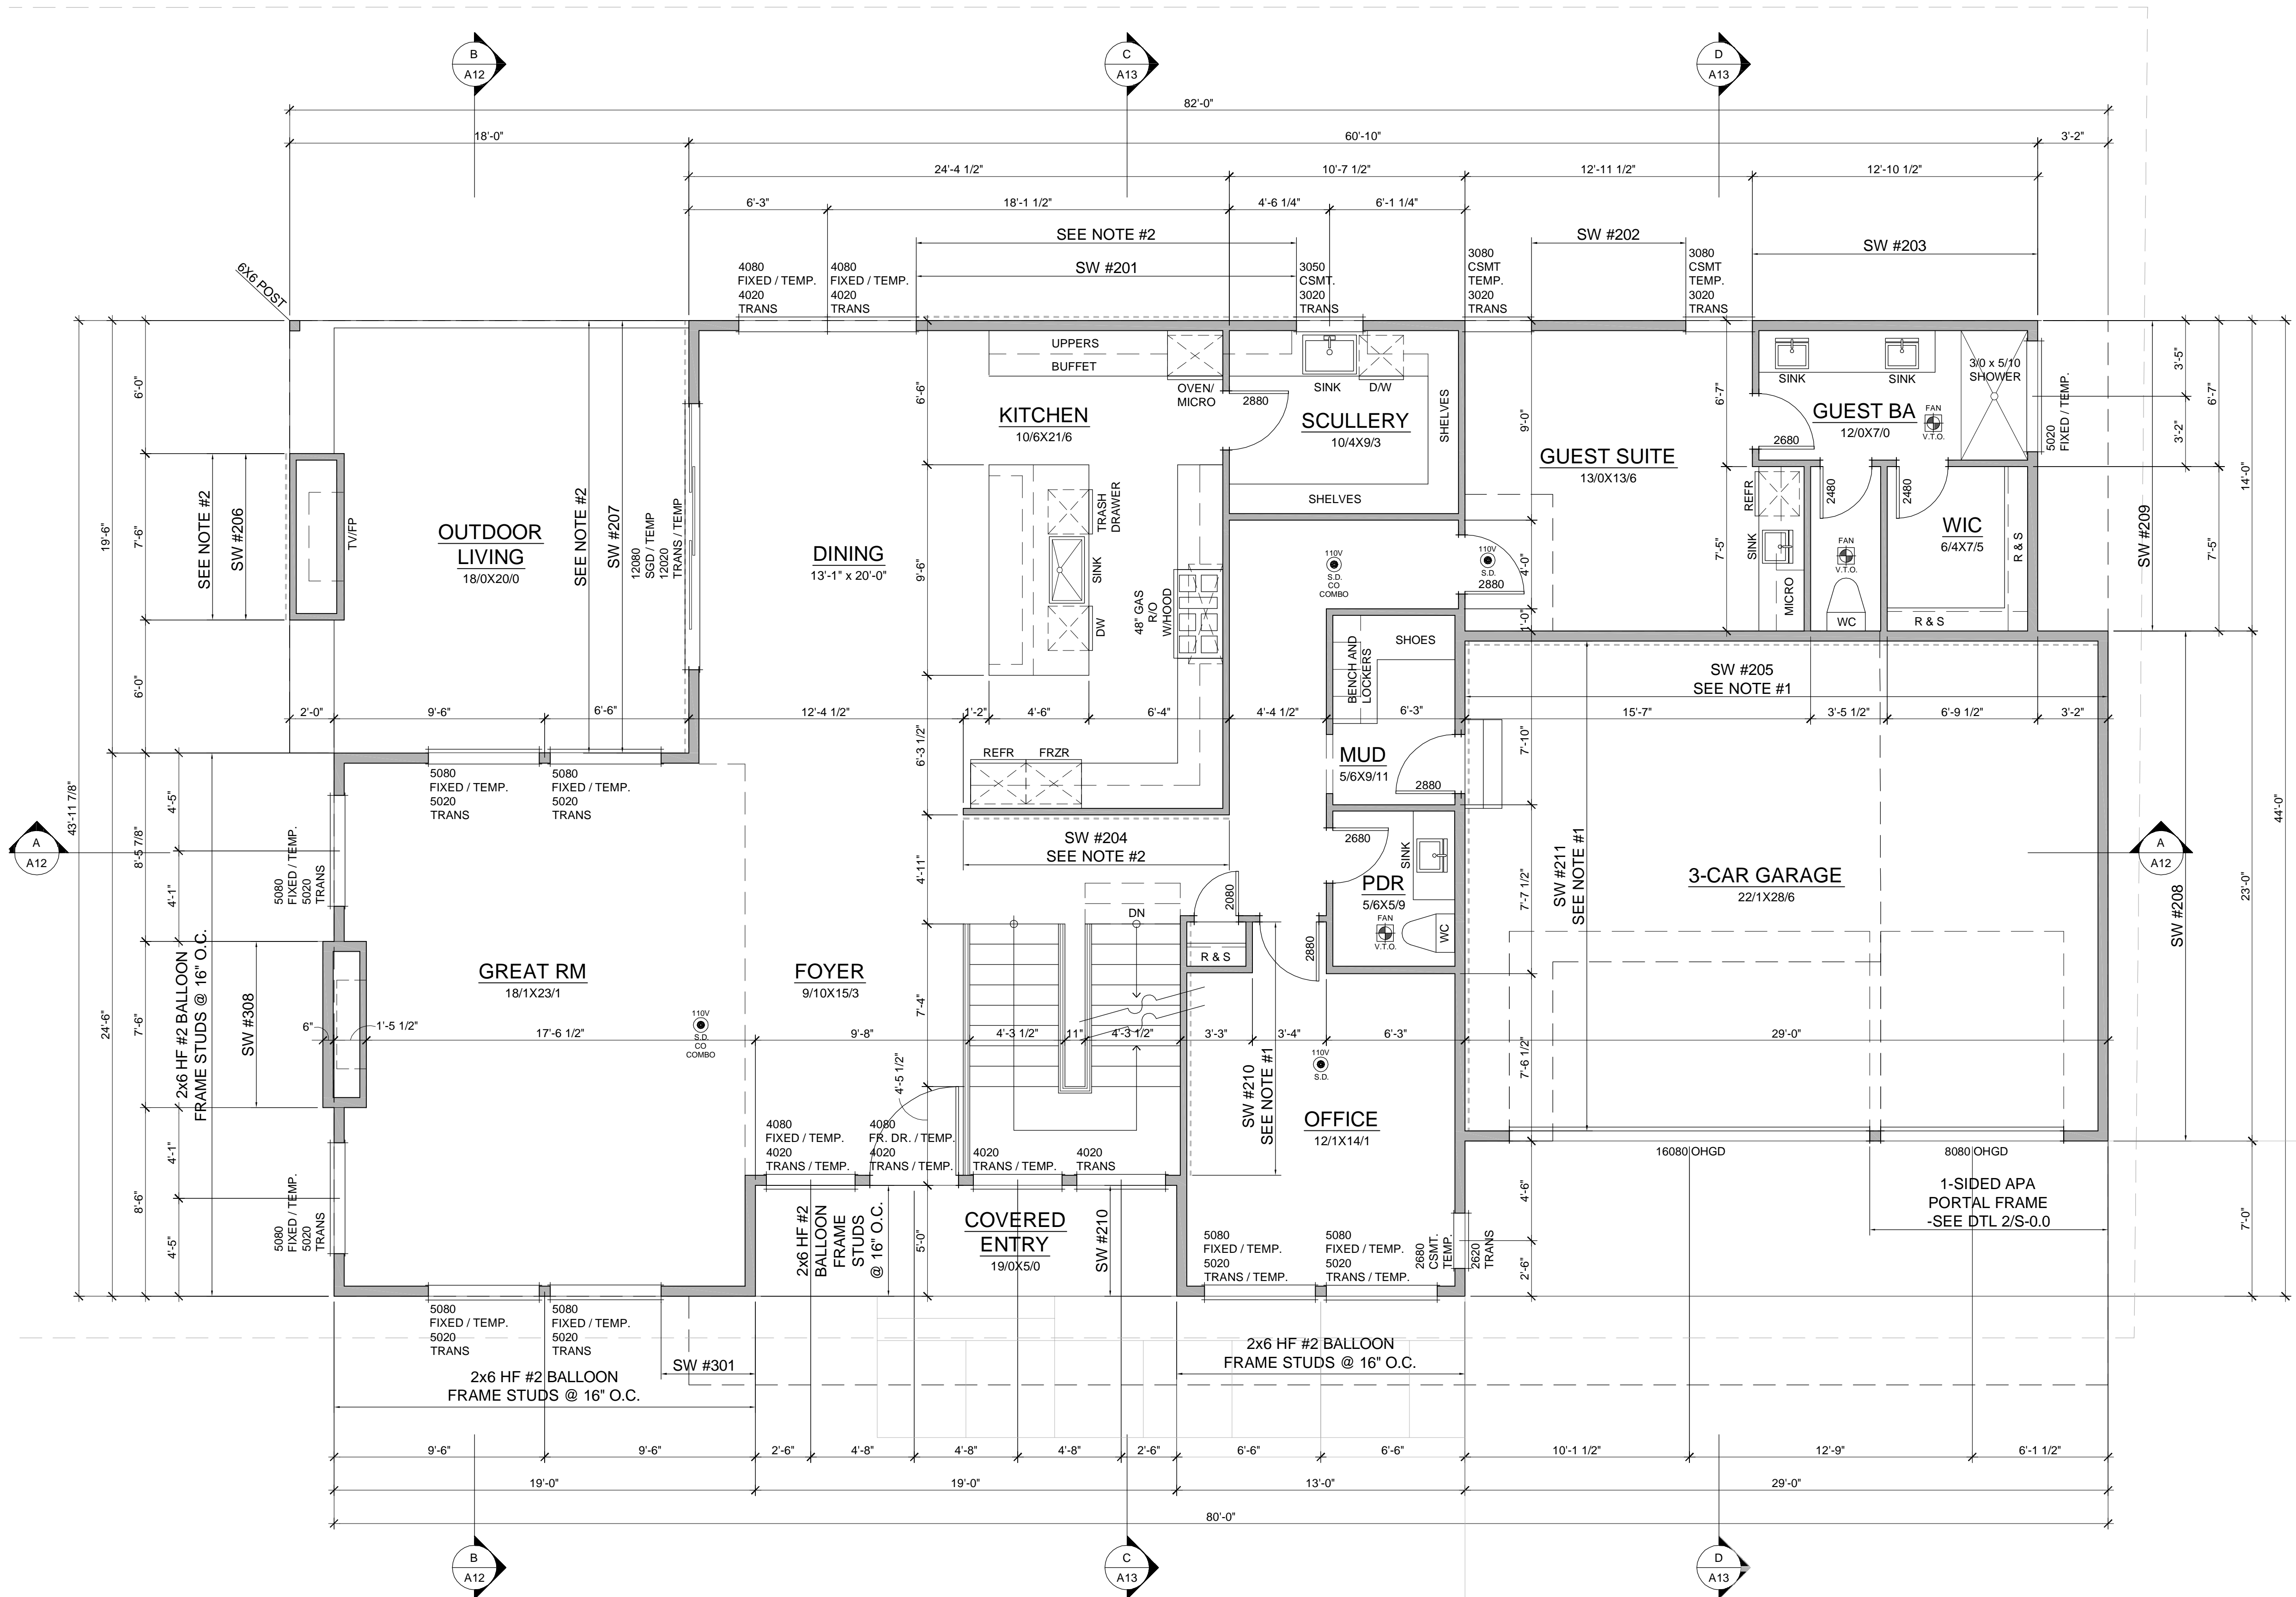 B
A12
C
A13
D
A13
82'-0"
18'-0"
60'-10"
3'-2"
24'-4 1/2"
10'-7 1/2"
12'-11 1/2"
12'-10 1/2"
6'-3"
18'-1 1/2"
4'-6 1/4"
6'-1 1/4"
SEE NOTE #2
SW #201
SW #202
SW #203
6X6 POST
4080
FIXED / TEMP.
4020
TRANS
4080
FIXED / TEMP.
4020
TRANS
3050
CSMT.
3020
TRANS
3080
CSMT
TEMP.
3020
TRANS
3080
CSMT
TEMP.
3020
TRANS
UPPERS
BUFFET
OVEN/
MICRO
KITCHEN
10/6X21/6
2880
SINK
D/W
SCULLERY
10/4X9/3
SHELVES
SHELVES
GUEST SUITE
13/0X13/6
SINK
SINK
3/0 x 5/10
SHOWER
GUEST BA
12/0X7/0
FAN
V.T.O.
2680
5020
FIXED / TEMP.
6'-0"
7'-6"
6'-0"
19'-6"
43'-11 7/8"
SEE NOTE #2
SW #206
TV/FP
OUTDOOR
LIVING
18/0X20/0
SEE NOTE #2
SW #207
12080
SGD / TEMP
12020
TRANS / TEMP
DINING
13'-1" x 20'-0"
6'-6"
9'-6"
6'-3 1/2"
4'-11"
7'-4"
5'-0"
TRASH
DRAWER
SINK
DW
48" GAS
R/O
W/HOOD
110V
S.D.
CO
COMBO
110V
S.D.
2880
9'-0"
4'-0"
1'-0"
6'-7"
7'-5"
REFR
SINK
MICRO
2480
2480
FAN
V.T.O.
WC
WIC
6/4X7/5
R & S
R & S
SW #209
3'-5"
3'-2"
6'-7"
7'-5"
14'-0"
44'-0"
BENCH AND
LOCKERS
SHOES
SW #205
SEE NOTE #1
2'-0"
9'-6"
6'-6"
12'-4 1/2"
1'-2"
4'-6"
6'-4"
4'-4 1/2"
6'-3"
15'-7"
3'-5 1/2"
6'-9 1/2"
3'-2"
REFR
FRZR
MUD
5/6X9/11
2880
7'-10"
5080
FIXED / TEMP.
5020
TRANS
5080
FIXED / TEMP.
5020
TRANS
A
A12
A
A12
SW #204
SEE NOTE #2
2680
SINK
PDR
5/6X5/9
FAN
V.T.O.
WC
2080
R & S
2880
DN
SW #211
SEE NOTE #1
7'-7 1/2"
3-CAR GARAGE
22/1X28/6
SW #208
23'-0"
4'-5"
8'-5 7/8"
4'-1"
24'-6"
7'-6"
4'-1"
8'-6"
4'-5"
5080
FIXED / TEMP.
5020
TRANS
2x6 HF #2 BALLOON
FRAME STUDS @ 16" O.C.
SW #308
GREAT RM
18/1X23/1
FOYER
9/10X15/3
110V
S.D.
CO
COMBO
6"
1'-5 1/2"
17'-6 1/2"
9'-8"
4'-3 1/2"
11"
4'-3 1/2"
3'-3"
3'-4"
6'-3"
29'-0"
4'-5 1/2"
SW #210
SEE NOTE #1
110V
S.D.
OFFICE
12/1X14/1
7'-6 1/2"
4080
FIXED / TEMP.
4020
TRANS / TEMP.
4080
FR. DR. / TEMP.
4020
TRANS / TEMP.
4020
TRANS / TEMP.
4020
TRANS
5080
FIXED / TEMP.
5020
TRANS
2x6 HF #2
BALLOON
FRAME
STUDS
@ 16" O.C.
COVERED
ENTRY
19/0X5/0
SW #210
5080
FIXED / TEMP.
5020
TRANS / TEMP.
5080
FIXED / TEMP.
5020
TRANS / TEMP.
2680
CSMT.
TEMP.
2620
TRANS
4'-6"
2'-6"
16080 OHGD
8080 OHGD
1-SIDED APA
PORTAL FRAME
-SEE DTL 2/S-0.0
7'-0"
5080
FIXED / TEMP.
5020
TRANS
5080
FIXED / TEMP.
5020
TRANS
SW #301
2x6 HF #2 BALLOON
FRAME STUDS @ 16" O.C.
2x6 HF #2 BALLOON
FRAME STUDS @ 16" O.C.
9'-6"
9'-6"
2'-6"
4'-8"
4'-8"
4'-8"
2'-6"
6'-6"
6'-6"
10'-1 1/2"
12'-9"
6'-1 1/2"
19'-0"
19'-0"
13'-0"
29'-0"
80'-0"
B
A12
C
A13
D
A13